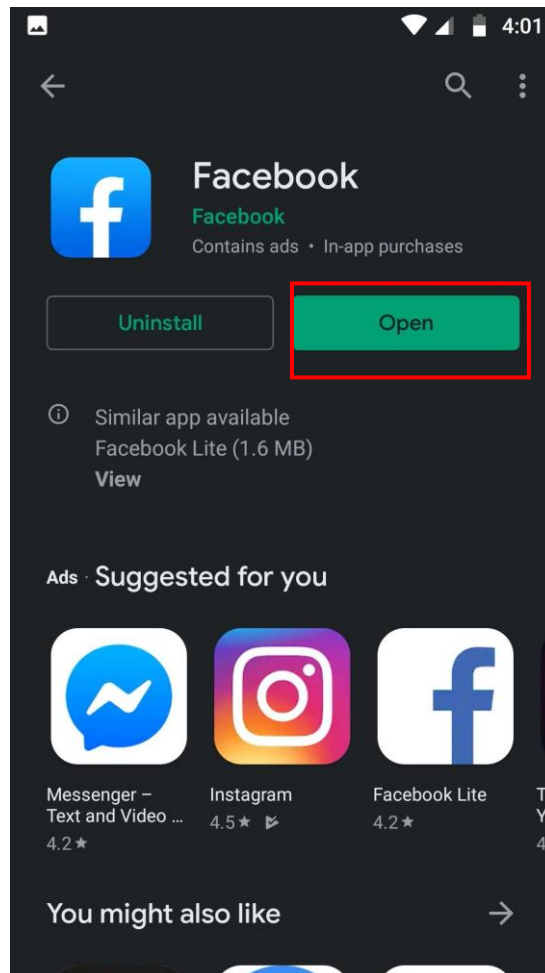 4:01
Facebook
Facebook
Contains ads • In-app purchases
Uninstall
Open
Similar app available
Facebook Lite (1.6 MB)
View
Ads · Suggested for you
Messenger –
Text and Video ...
4.2★
Instagram
4.5★
Facebook Lite
4.2★
You might also like